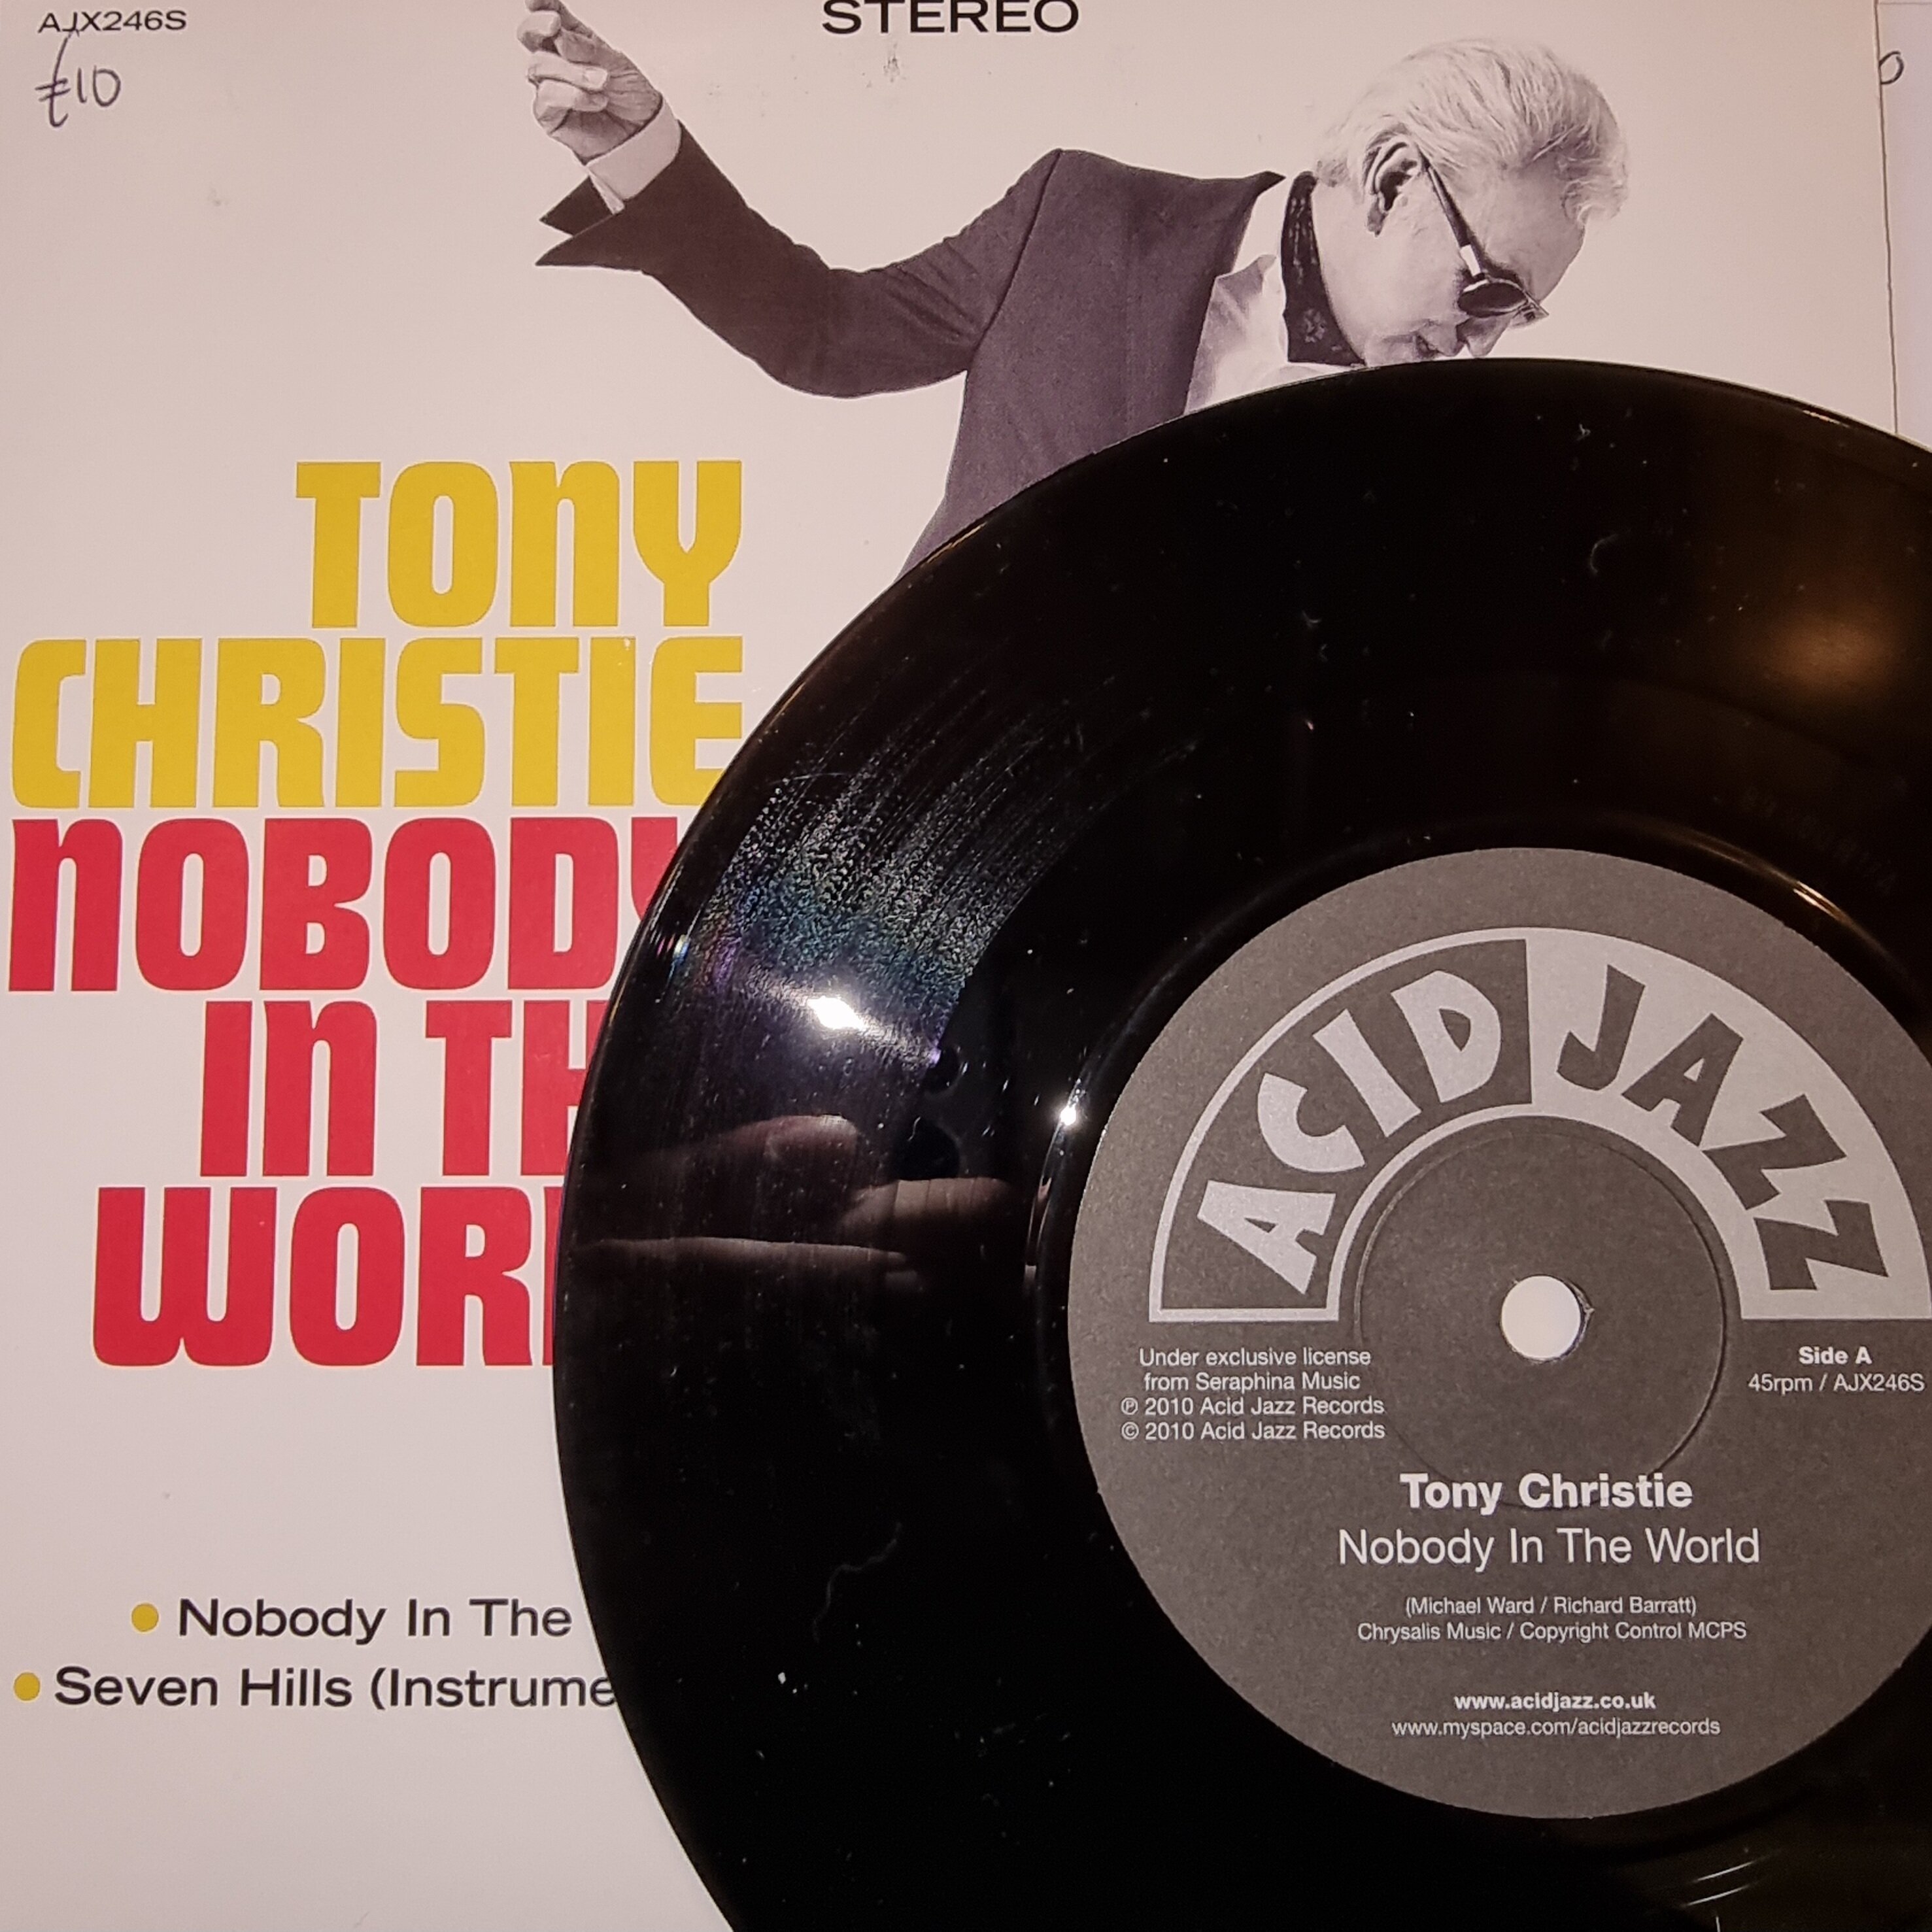 AJX246S
£10
STEREO
TONY
CHRISTIE
NOBODY
IN TH
WORL
Nobody In The
Seven Hills (Instrume
ACID JAZZ
Under exclusive license
from Seraphina Music
℗ 2010 Acid Jazz Records
© 2010 Acid Jazz Records
Side A
45rpm / AJX246S
Tony Christie
Nobody In The World
(Michael Ward / Richard Barratt)
Chrysalis Music / Copyright Control MCPS
www.acidjazz.co.uk
www.myspace.com/acidjazzrecords